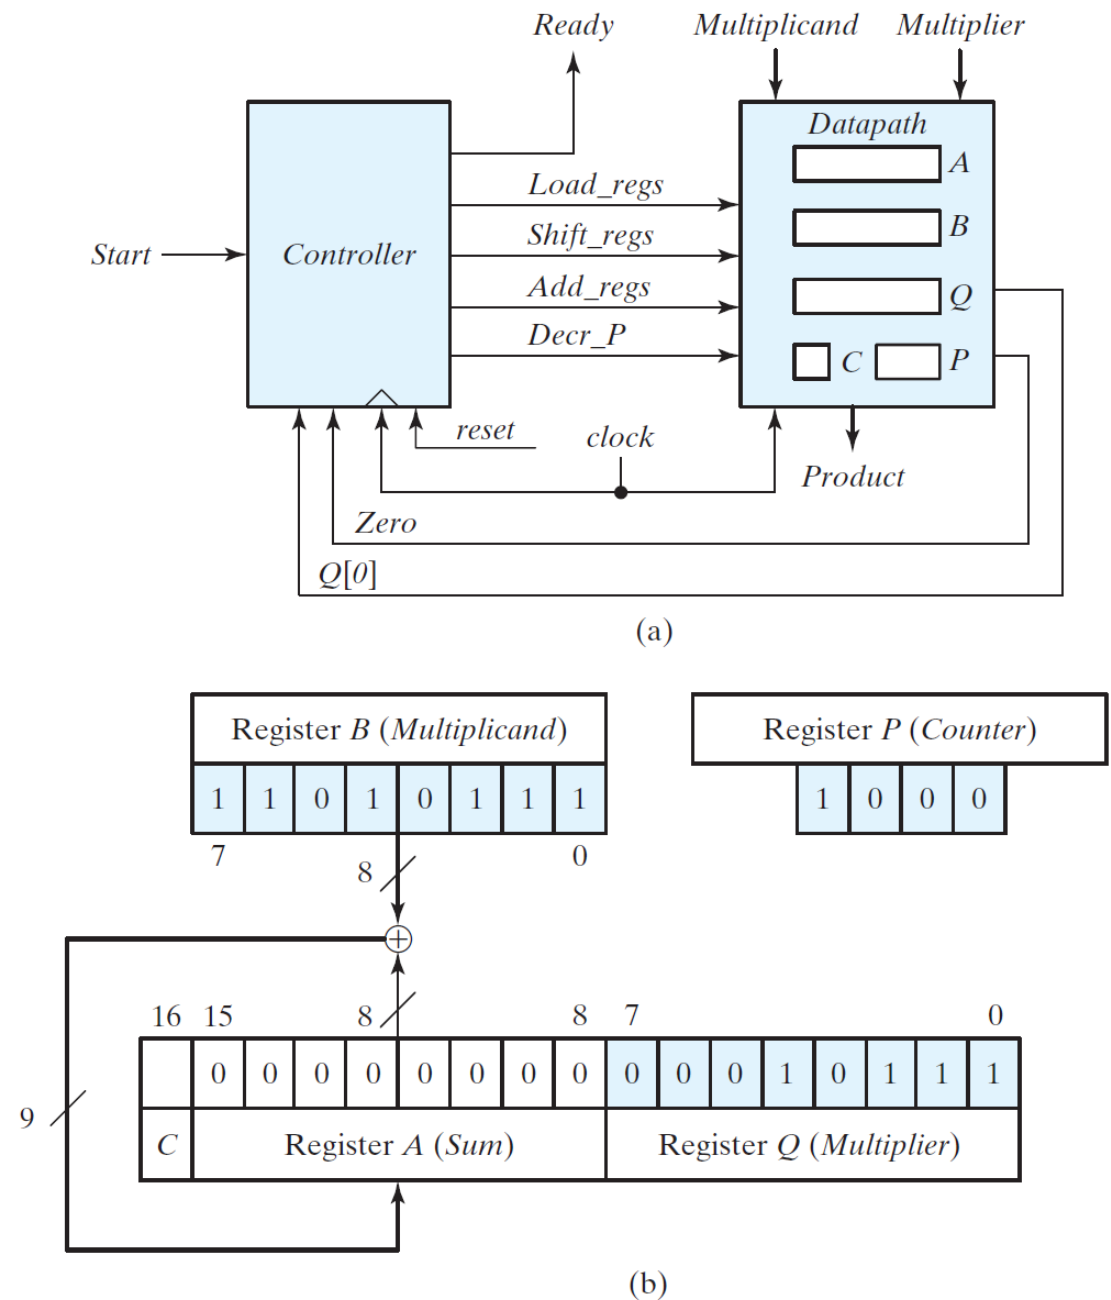 Ready Multiplicand Multiplier
Datapath
A
Load_regs
B
Shift_regs
Start Controller
Add_regs
Q
Decr_P
C P
reset clock
Product
Zero
Q[0]
(a)
Register B (Multiplicand) Register P (Counter)
1 1 0 1 0 1 1 1 1 0 0 0
7 8 0
+
16 15 8 8 7 0
0 0 0 0 0 0 0 0 0 0 0 1 0 1 1 1
9
C Register A (Sum) Register Q (Multiplier)
(b)